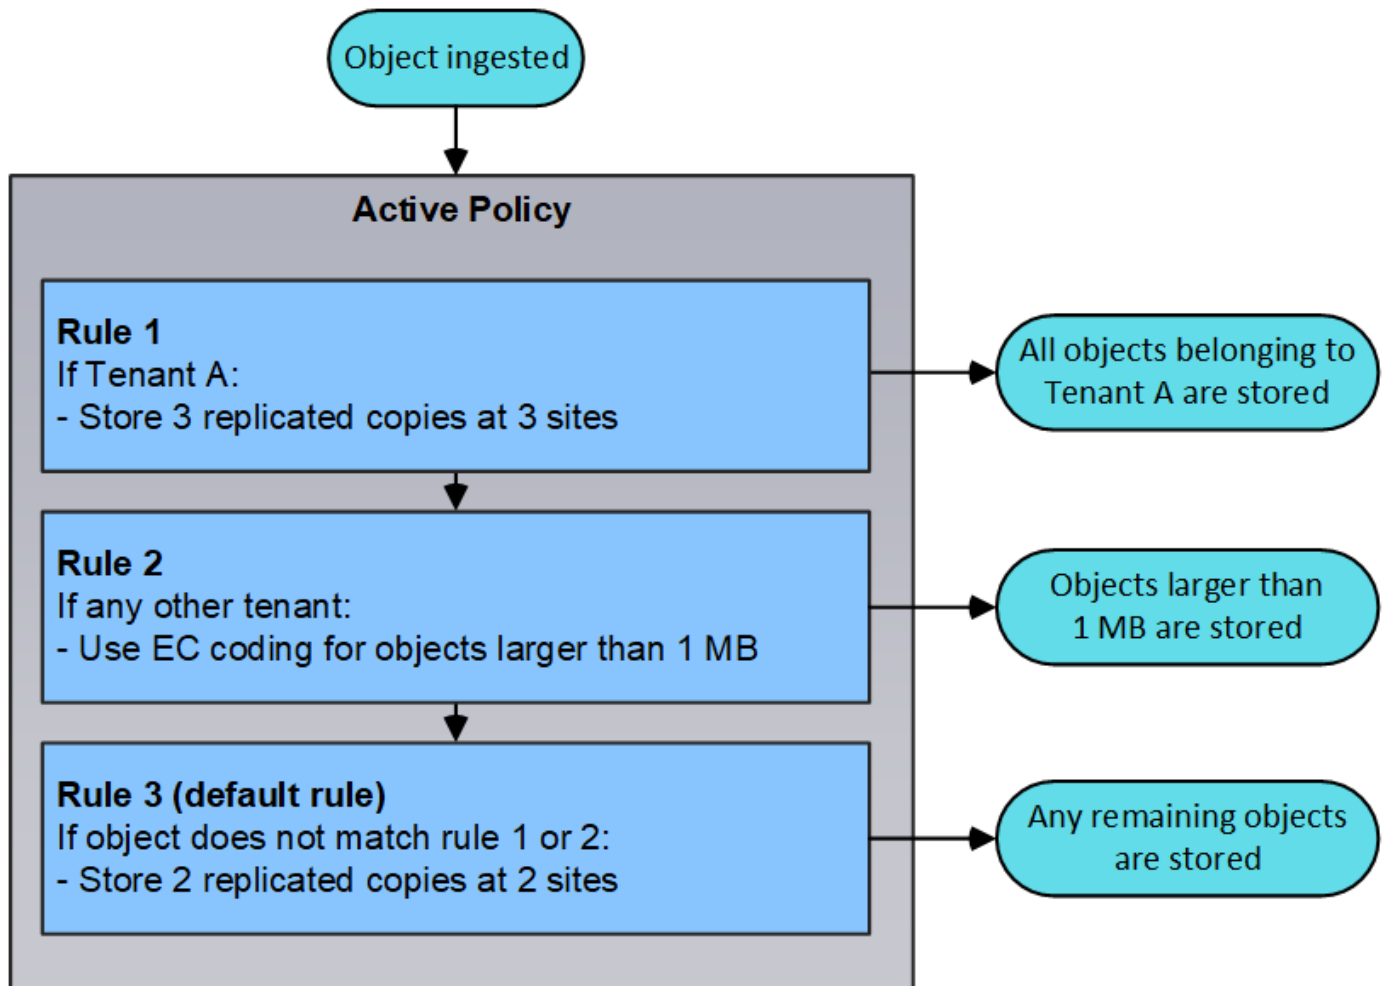 Object ingested
Active Policy
Rule 1
If Tenant A:
- Store 3 replicated copies at 3 sites
All objects belonging to
Tenant A are stored
Rule 2
If any other tenant:
- Use EC coding for objects larger than 1 MB
Objects larger than
1 MB are stored
Rule 3 (default rule)
If object does not match rule 1 or 2:
- Store 2 replicated copies at 2 sites
Any remaining objects
are stored